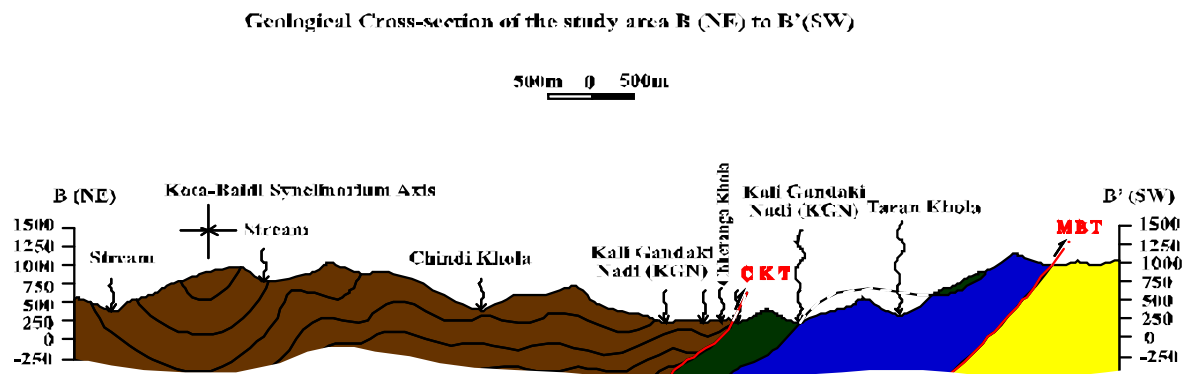 Geological Cross-section of the study area B (NE) to B'(SW)
500m 0 500m
B (NE)
Kota-Baidi Synclinorium Axis
Stream
Stream
Chindi Khola
Kali Gandaki
Nadi (KGN)
Chheranga Khola
CKT
Kali Gandaki
Nadi (KGN)
Taran Khola
MBT
B' (SW)
1500
1250
1000
750
500
250
0
-250
1500
1250
1000
750
500
250
0
-250